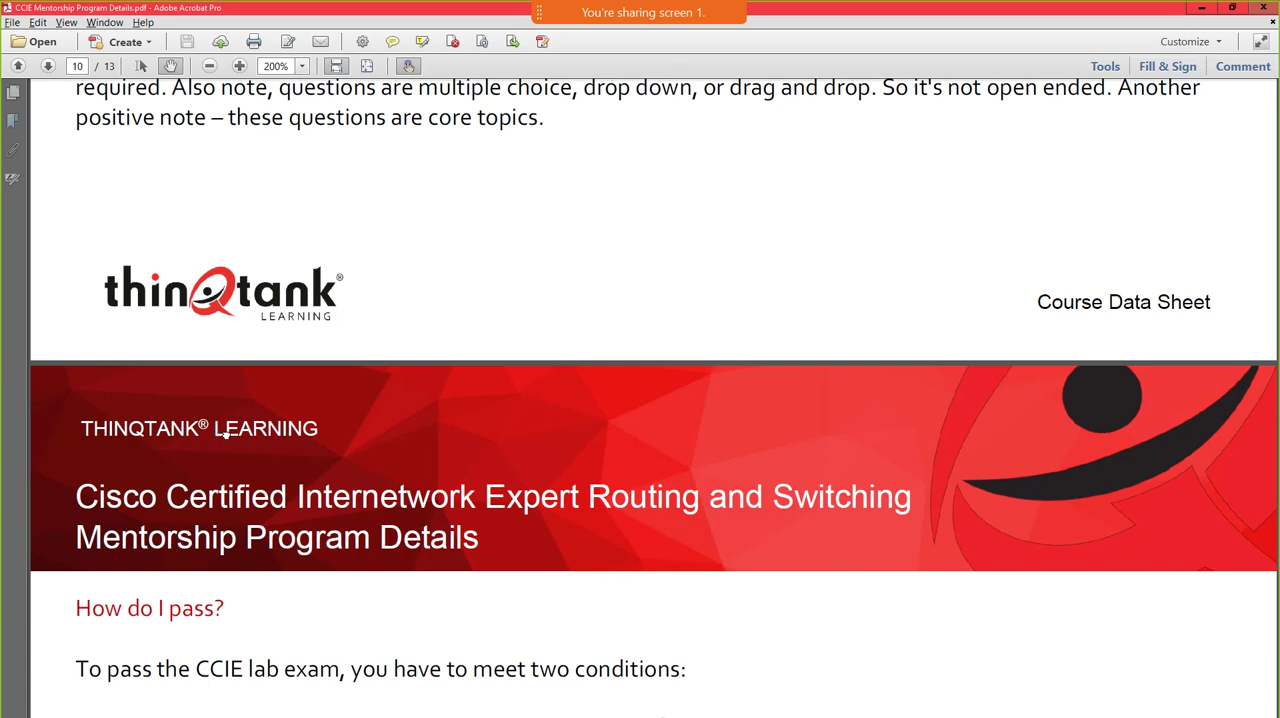 CCIE Mentorship Program Details.pdf - Adobe Acrobat Pro
You're sharing screen 1.
File Edit View Window Help
Open Create Customize
10 / 13 200% Tools Fill & Sign Comment
required. Also note, questions are multiple choice, drop down, or drag and drop. So it's not open ended. Another
positive note – these questions are core topics.
thinQtank®
LEARNING
Course Data Sheet
THINQTANK® LEARNING
Cisco Certified Internetwork Expert Routing and Switching
Mentorship Program Details
How do I pass?
To pass the CCIE lab exam, you have to meet two conditions: